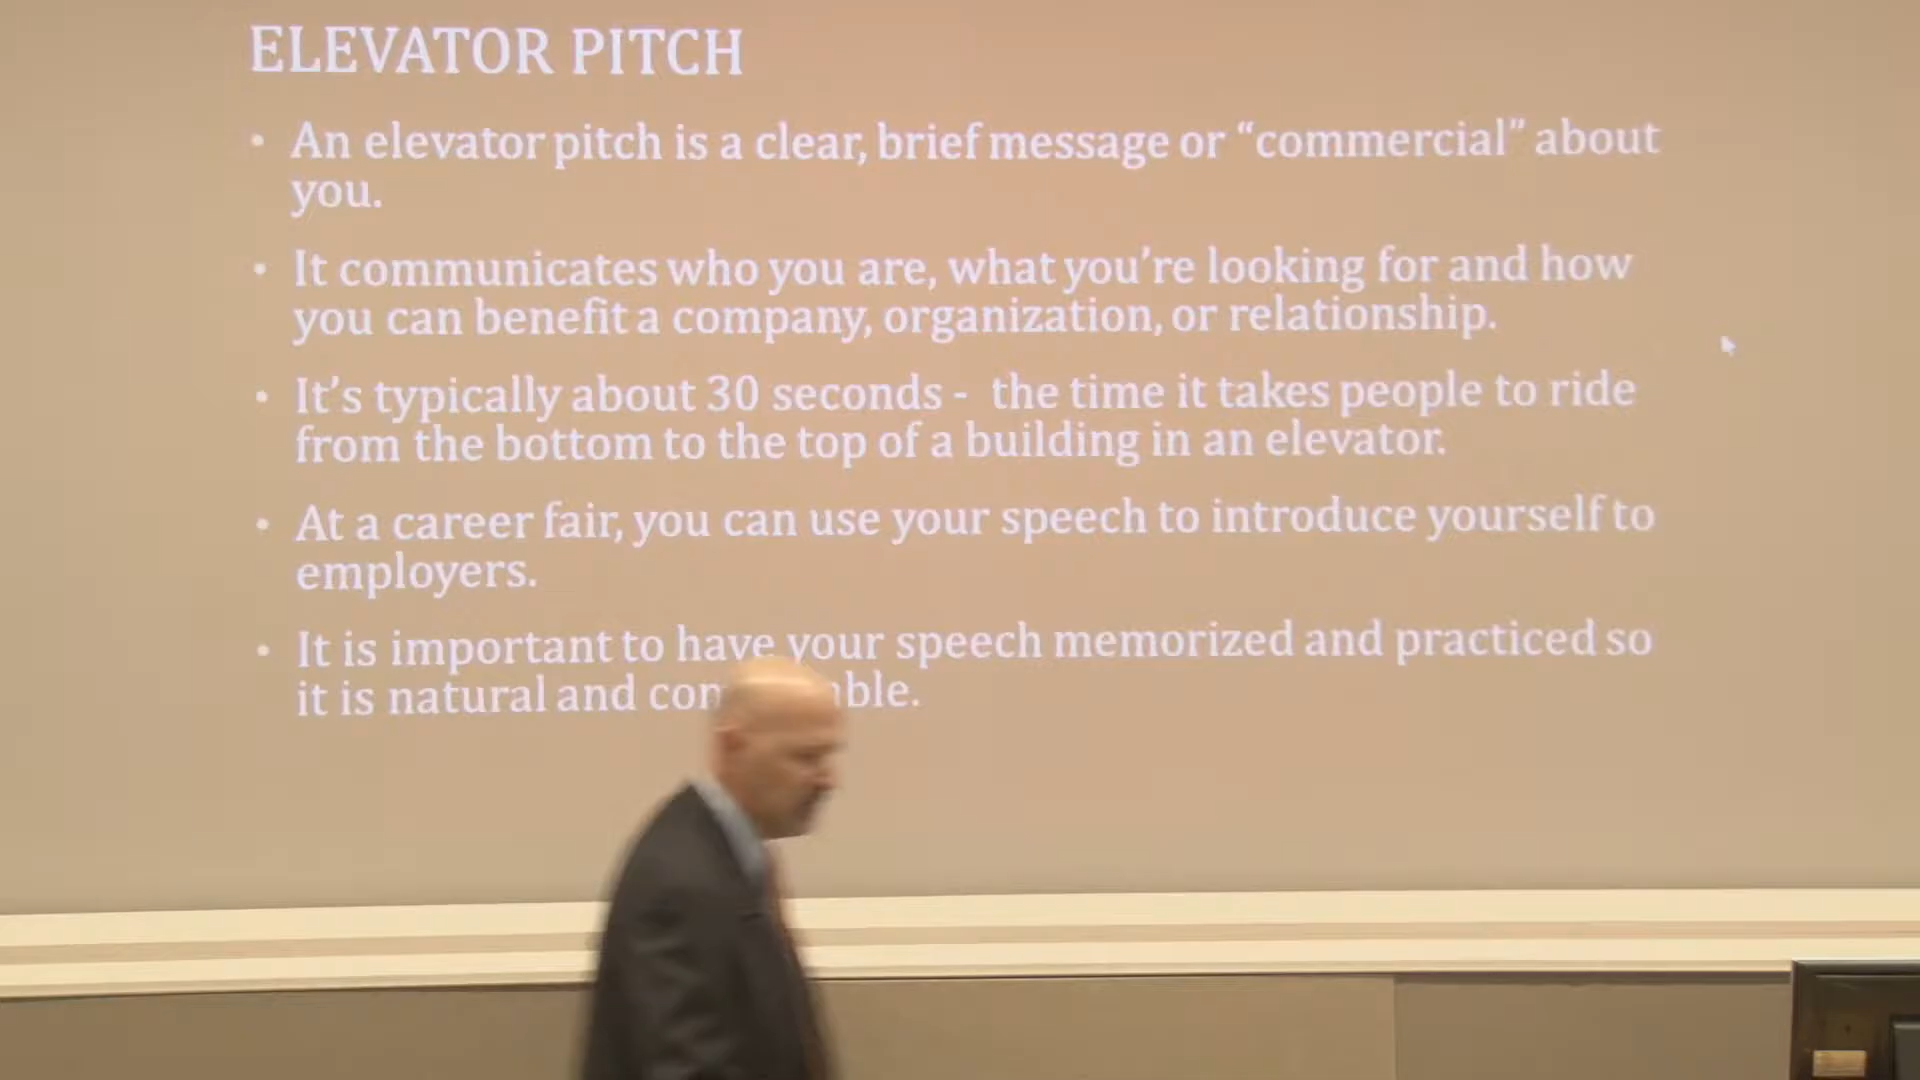 ELEVATOR PITCH
• An elevator pitch is a clear, brief message or “commercial” about
you.
• It communicates who you are, what you’re looking for and how
you can benefit a company, organization, or relationship.
• It’s typically about 30 seconds - the time it takes people to ride
from the bottom to the top of a building in an elevator.
• At a career fair, you can use your speech to introduce yourself to
employers.
• It is important to have your speech memorized and practiced so
it is natural and